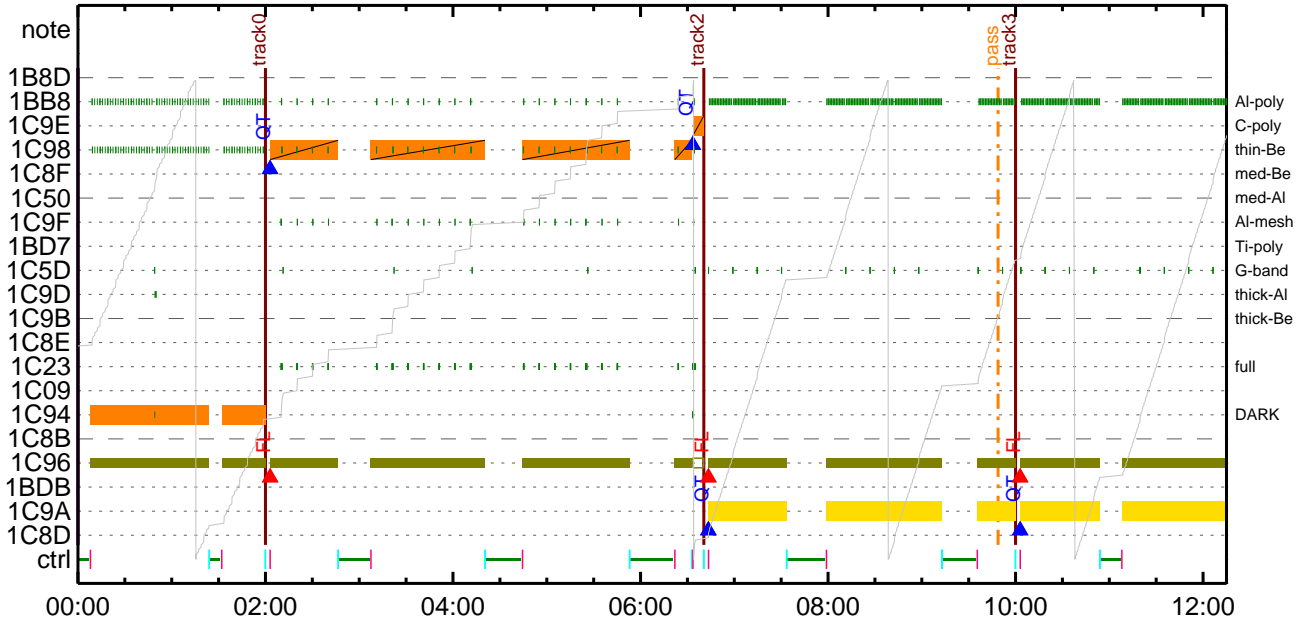 note
track0
track2
pass
track3
1B8D
1BB8 Al-poly
QT
1C9E C-poly
QT
1C98 thin-Be
1C8F med-Be
1C50 med-Al
1C9F Al-mesh
1BD7 Ti-poly
1C5D G-band
1C9D thick-Al
1C9B thick-Be
1C8E
1C23 full
1C09
1C94 DARK
1C8B
FL FL FL
1C96
1BDB
QT QT
1C9A
1C8D
ctrl
00:00 02:00 04:00 06:00 08:00 10:00 12:00